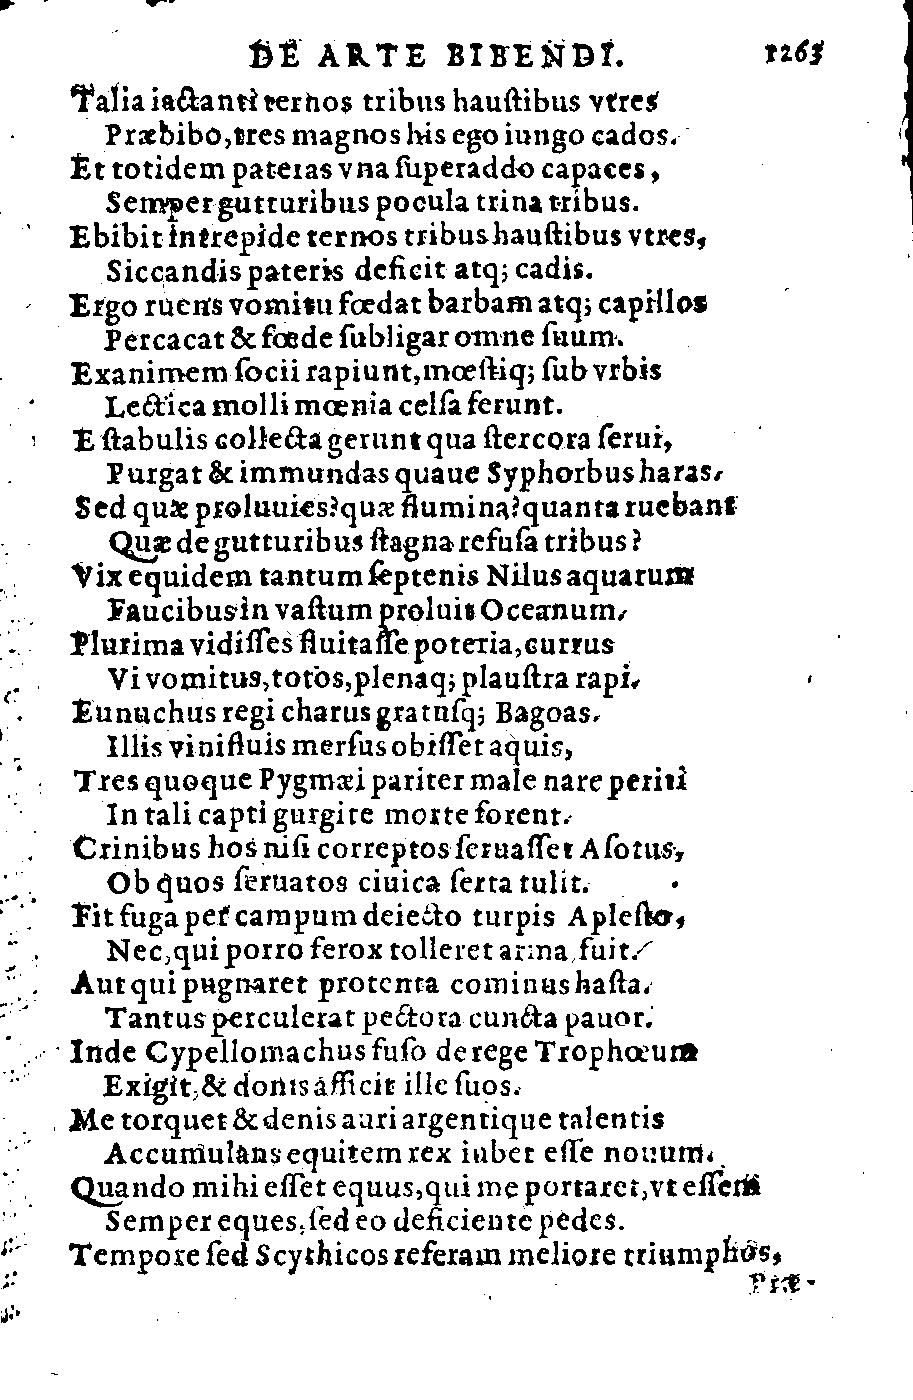 DE ARTE BIBENDI. 1263
Talia iactanti ternos tribus haustibus vtres
Præbibo, tres magnos his ego iungo cados.
Et totidem pateras vna superaddo capaces,
Semper gutturibus pocula trina tribus.
Ebibit intrepide ternos tribus haustibus vtres,
Siccandis pateris deficit atq; cadis.
Ergo ruens vomitu fœdat barbam atq; capillos
Percacat & fœde subligar omne suum.
Exanimem socii rapiunt, mœstiq; sub vrbis
Lectica molli mœnia celsa ferunt.
E stabulis collecta gerunt qua stercora serui,
Purgat & immundas quaue Syphorbus haras.
Sed quæ proluuies? quæ flumina? quanta ruebant
Quæ de gutturibus stagna refusa tribus?
Vix equidem tantum septenis Nilus aquarum
Faucibus in vastum proluit Oceanum.
Plurima vidisses fluitasse poteria, currus
Vi vomitus, totos, plenaq; plaustra rapi.
Eunuchus regi charus gratusq; Bagoas.
Illis vinifluis mersus obisset aquis,
Tres quoque Pygmæi pariter male nare periti
In tali capti gurgite morte forent.
Crinibus hos nisi correptos seruasset Asotus,
Ob quos seruatos ciuica serta tulit.
Fit fuga per campum deiecto turpis Aplesto,
Nec, qui porro ferox tolleret arma, fuit.
Aut qui pugnaret protenta cominus hasta.
Tantus perculerat pectora cuncta pauor.
Inde Cypellomachus fuso de rege Trophœum
Exigit, & donis afficit ille suos.
Me torquet & denis auri argentique talentis
Accumulans equitem rex iubet esse nouum.
Quando mihi esset equus, qui me portaret, vt essem
Semper eques, sed eo deficiente pedes.
Tempore sed Scythicos referam meliore triumphos,
Præ-